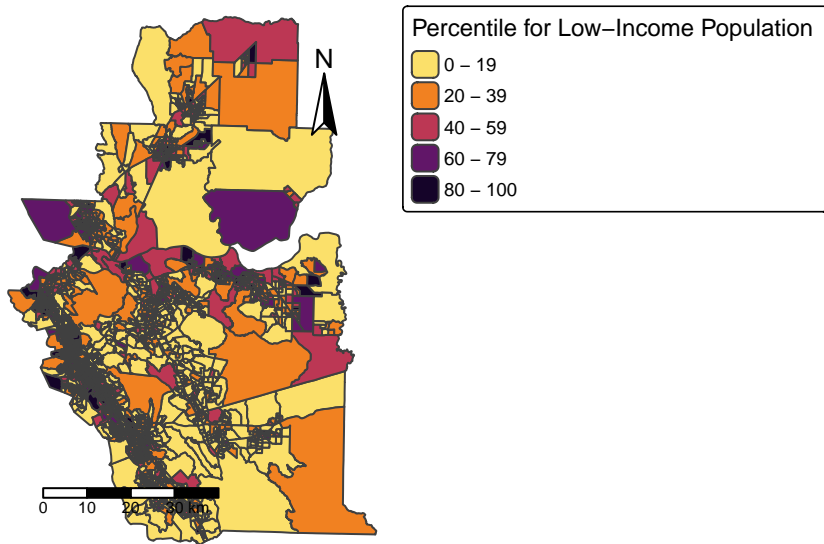 Percentile for Low−Income Population
0 − 19
20 − 39
40 − 59
60 − 79
80 − 100
N
0 10 20 30 km